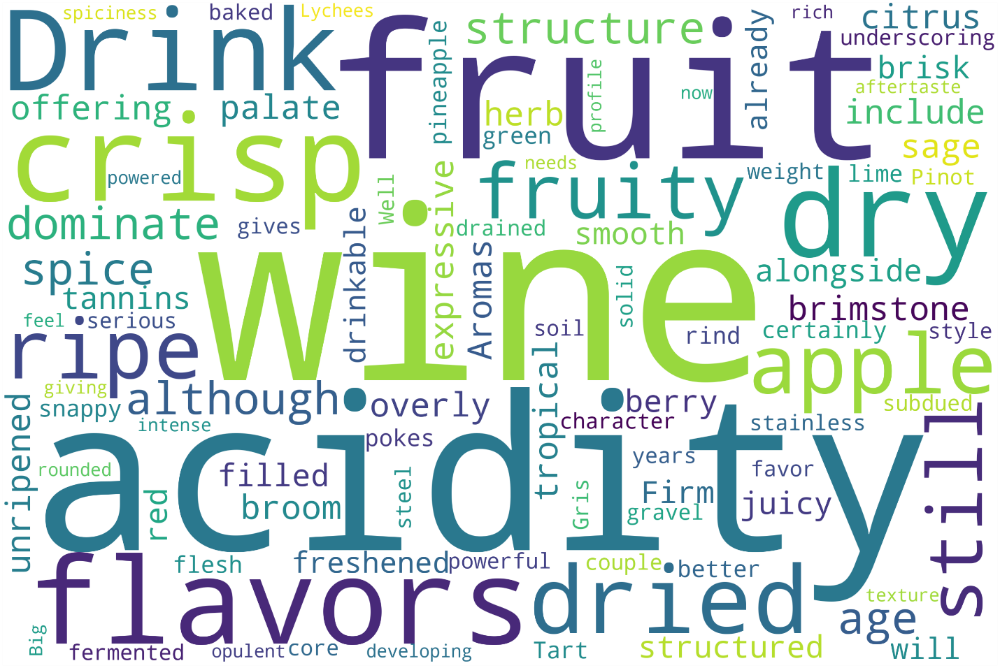 Drink
spiciness
baked
Lychees
fruit
pineapple
structure
already
rich
citrus
underscoring
brisk
aftertaste
include
offering
palate
herb
green
profile
now
sage
crisp
powered
dominate
gives
Well
expressive
fruity
needs
weight
lime
Pinot
dry
drained
smooth
drinkable
Aromas
spice
tannins
wine
solid
alongside
brimstone
feel
serious
ripe
soil
rind
certainly
style
apple
giving
snappy
although
intense
overly
tropical
berry
character
subdued
stainless
still
unripened
acidity
pokes
rounded
filled
red
broom
steel
Gris
years
Firm
gravel
favor
juicy
flesh
freshened
powerful
couple
better
flavors
dried
texture
age
Big
fermented
opulent
core
developing
Tart
structured
will